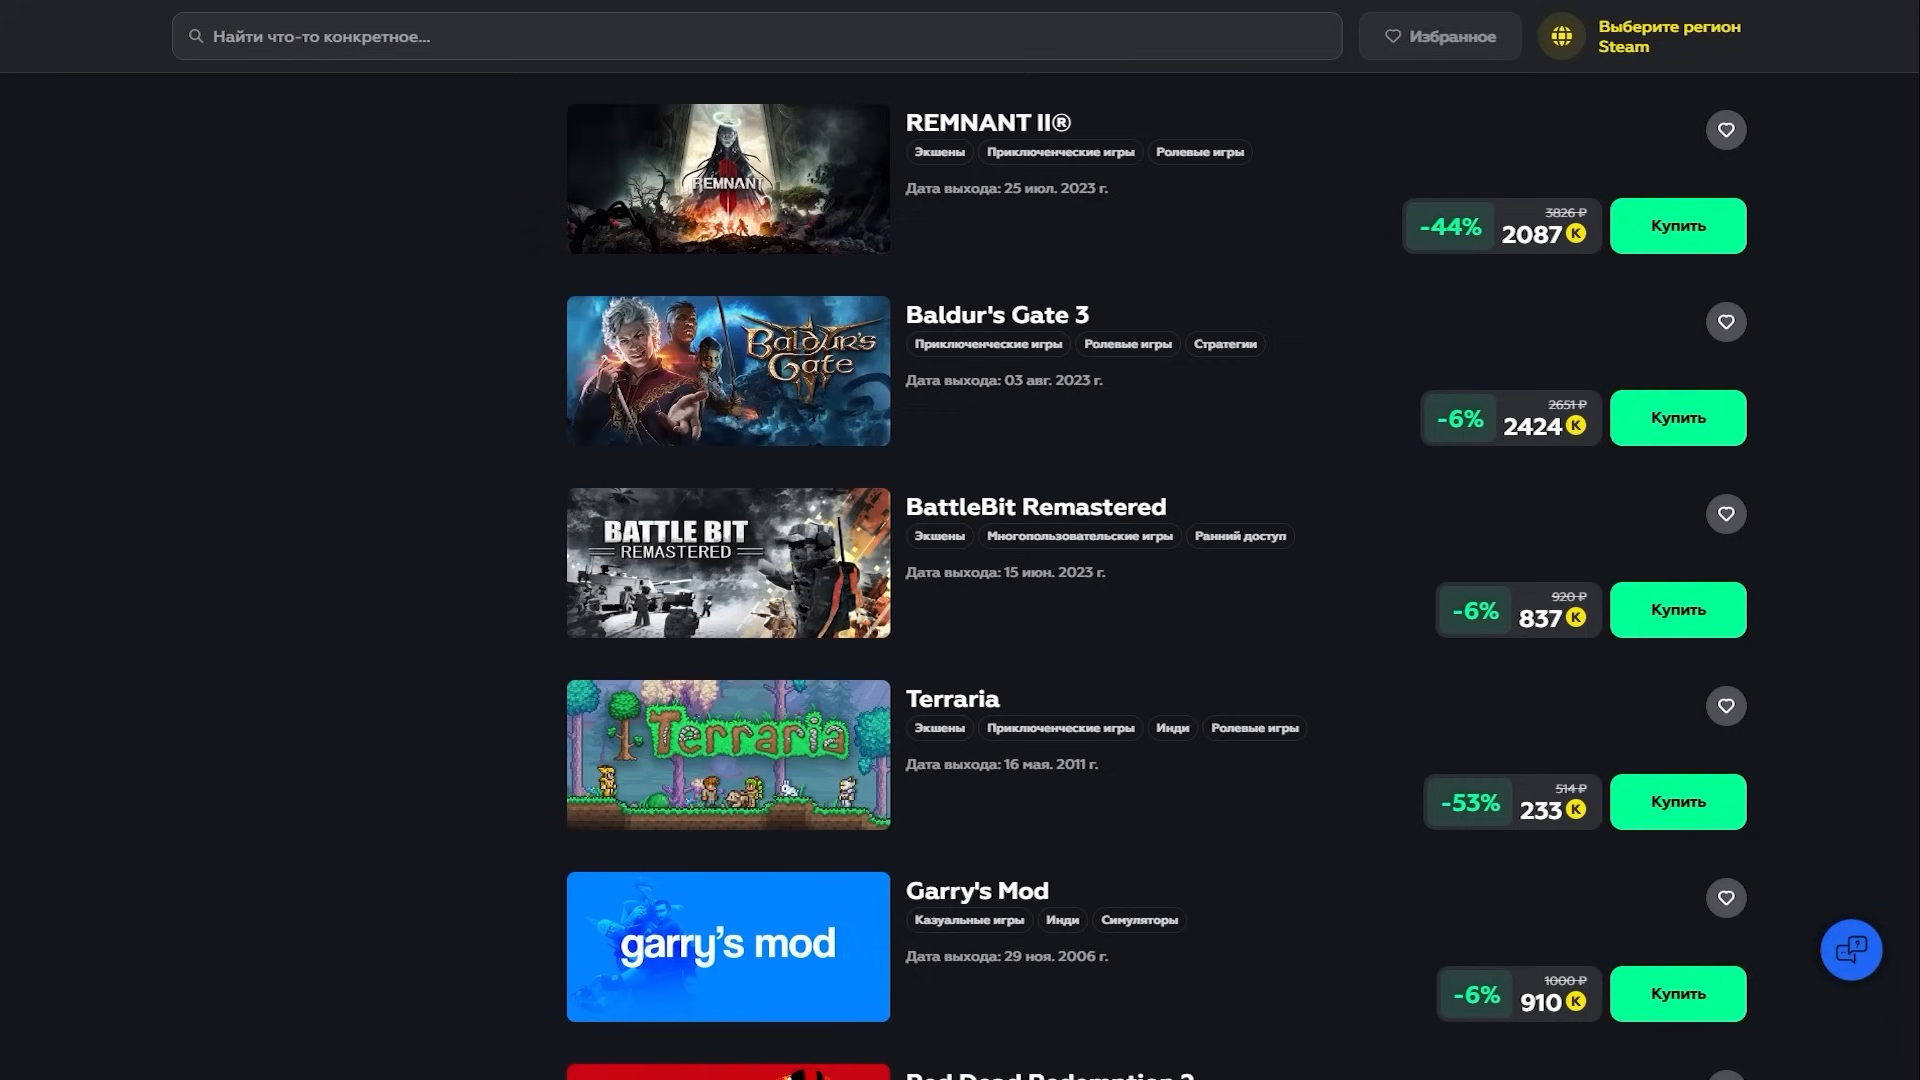 Найти что-то конкретное...
Избранное
Выберите регион
Steam
REMNANT
REMNANT II®
Экшены Приключенческие игры Ролевые игры
Дата выхода: 25 июл. 2023 г.
-44% 3826 ₽
2087 K
Купить
Baldur's
Gate
Baldur's Gate 3
Приключенческие игры Ролевые игры Стратегии
Дата выхода: 03 авг. 2023 г.
-6% 2651 ₽
2424 K
Купить
BATTLE BIT
REMASTERED
BattleBit Remastered
Экшены Многопользовательские игры Ранний доступ
Дата выхода: 15 июн. 2023 г.
-6% 920 ₽
837 K
Купить
Terraria
Terraria
Экшены Приключенческие игры Инди Ролевые игры
Дата выхода: 16 мая. 2011 г.
-53% 514 ₽
233 K
Купить
garry's mod
Garry's Mod
Казуальные игры Инди Симуляторы
Дата выхода: 29 ноя. 2006 г.
-6% 1000 ₽
910 K
Купить
Red Dead Redemption 2